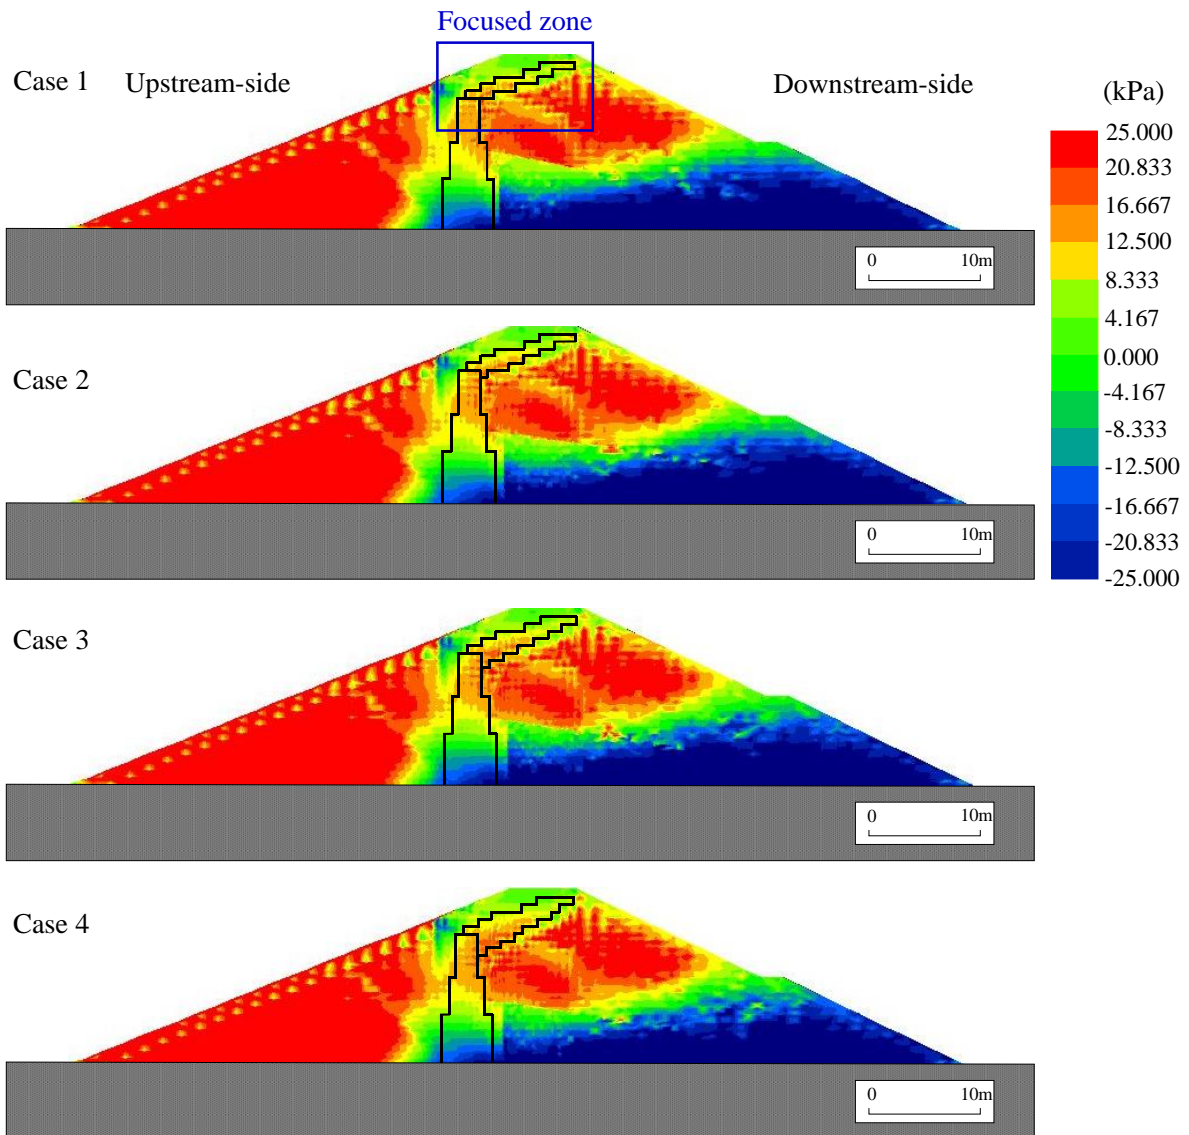 Focused zone
Case 1
Upstream-side
Downstream-side
(kPa)
25.000
20.833
16.667
12.500
8.333
4.167
0.000
-4.167
-8.333
-12.500
-16.667
-20.833
-25.000
0 10m
Case 2
0 10m
Case 3
0 10m
Case 4
0 10m